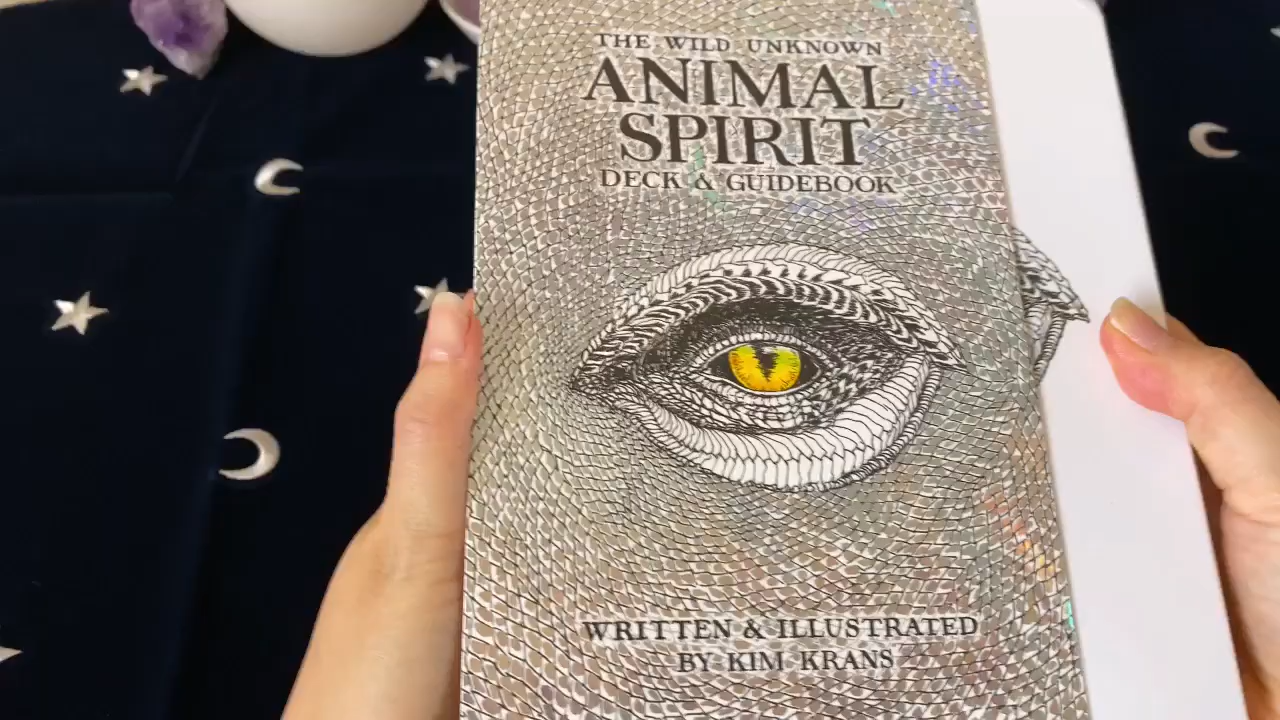 THE WILD UNKNOWN
ANIMAL
SPIRIT
DECK & GUIDEBOOK
WRITTEN & ILLUSTRATED
BY KIM KRANS